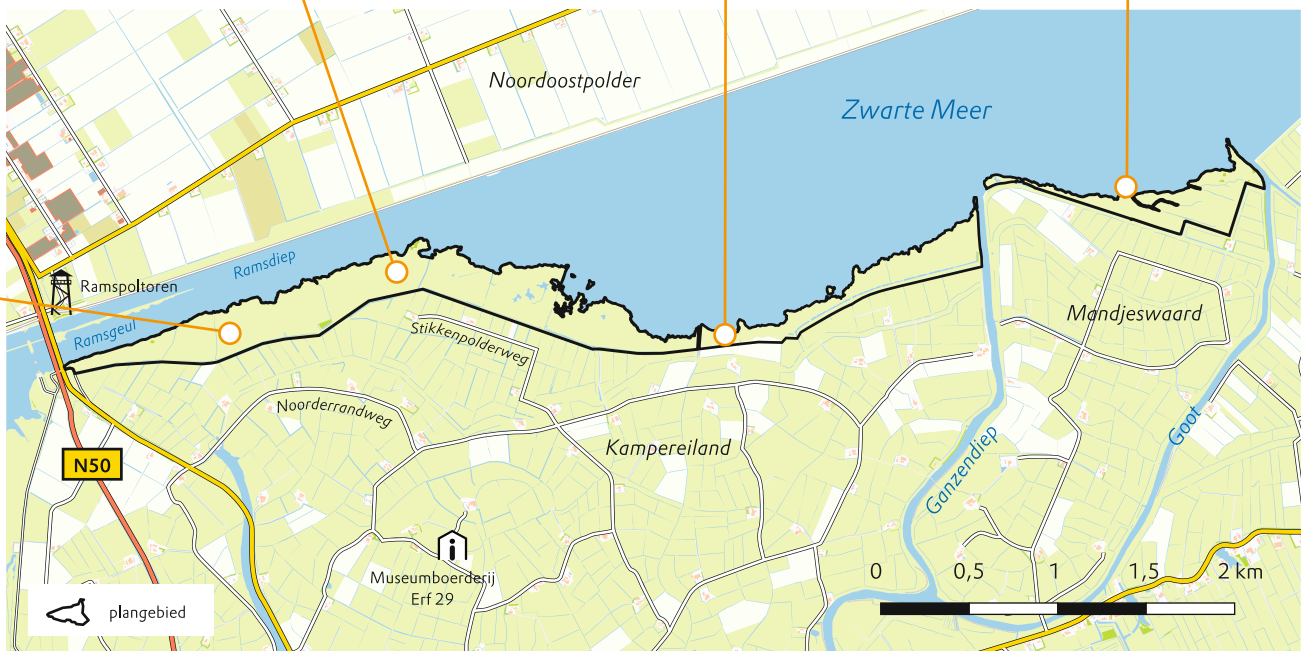 Noordoostpolder
Zwarte Meer
Ramsdiep
Ramspoltoren
Ramsgeul
Stikkenpolderweg
Mandjeswaard
Noorderrandweg
Kampereiland
Goot
N50
Ganzendiep
Museumboerderij
Erf 29
0 0,5 1 1,5 2 km
plangebied